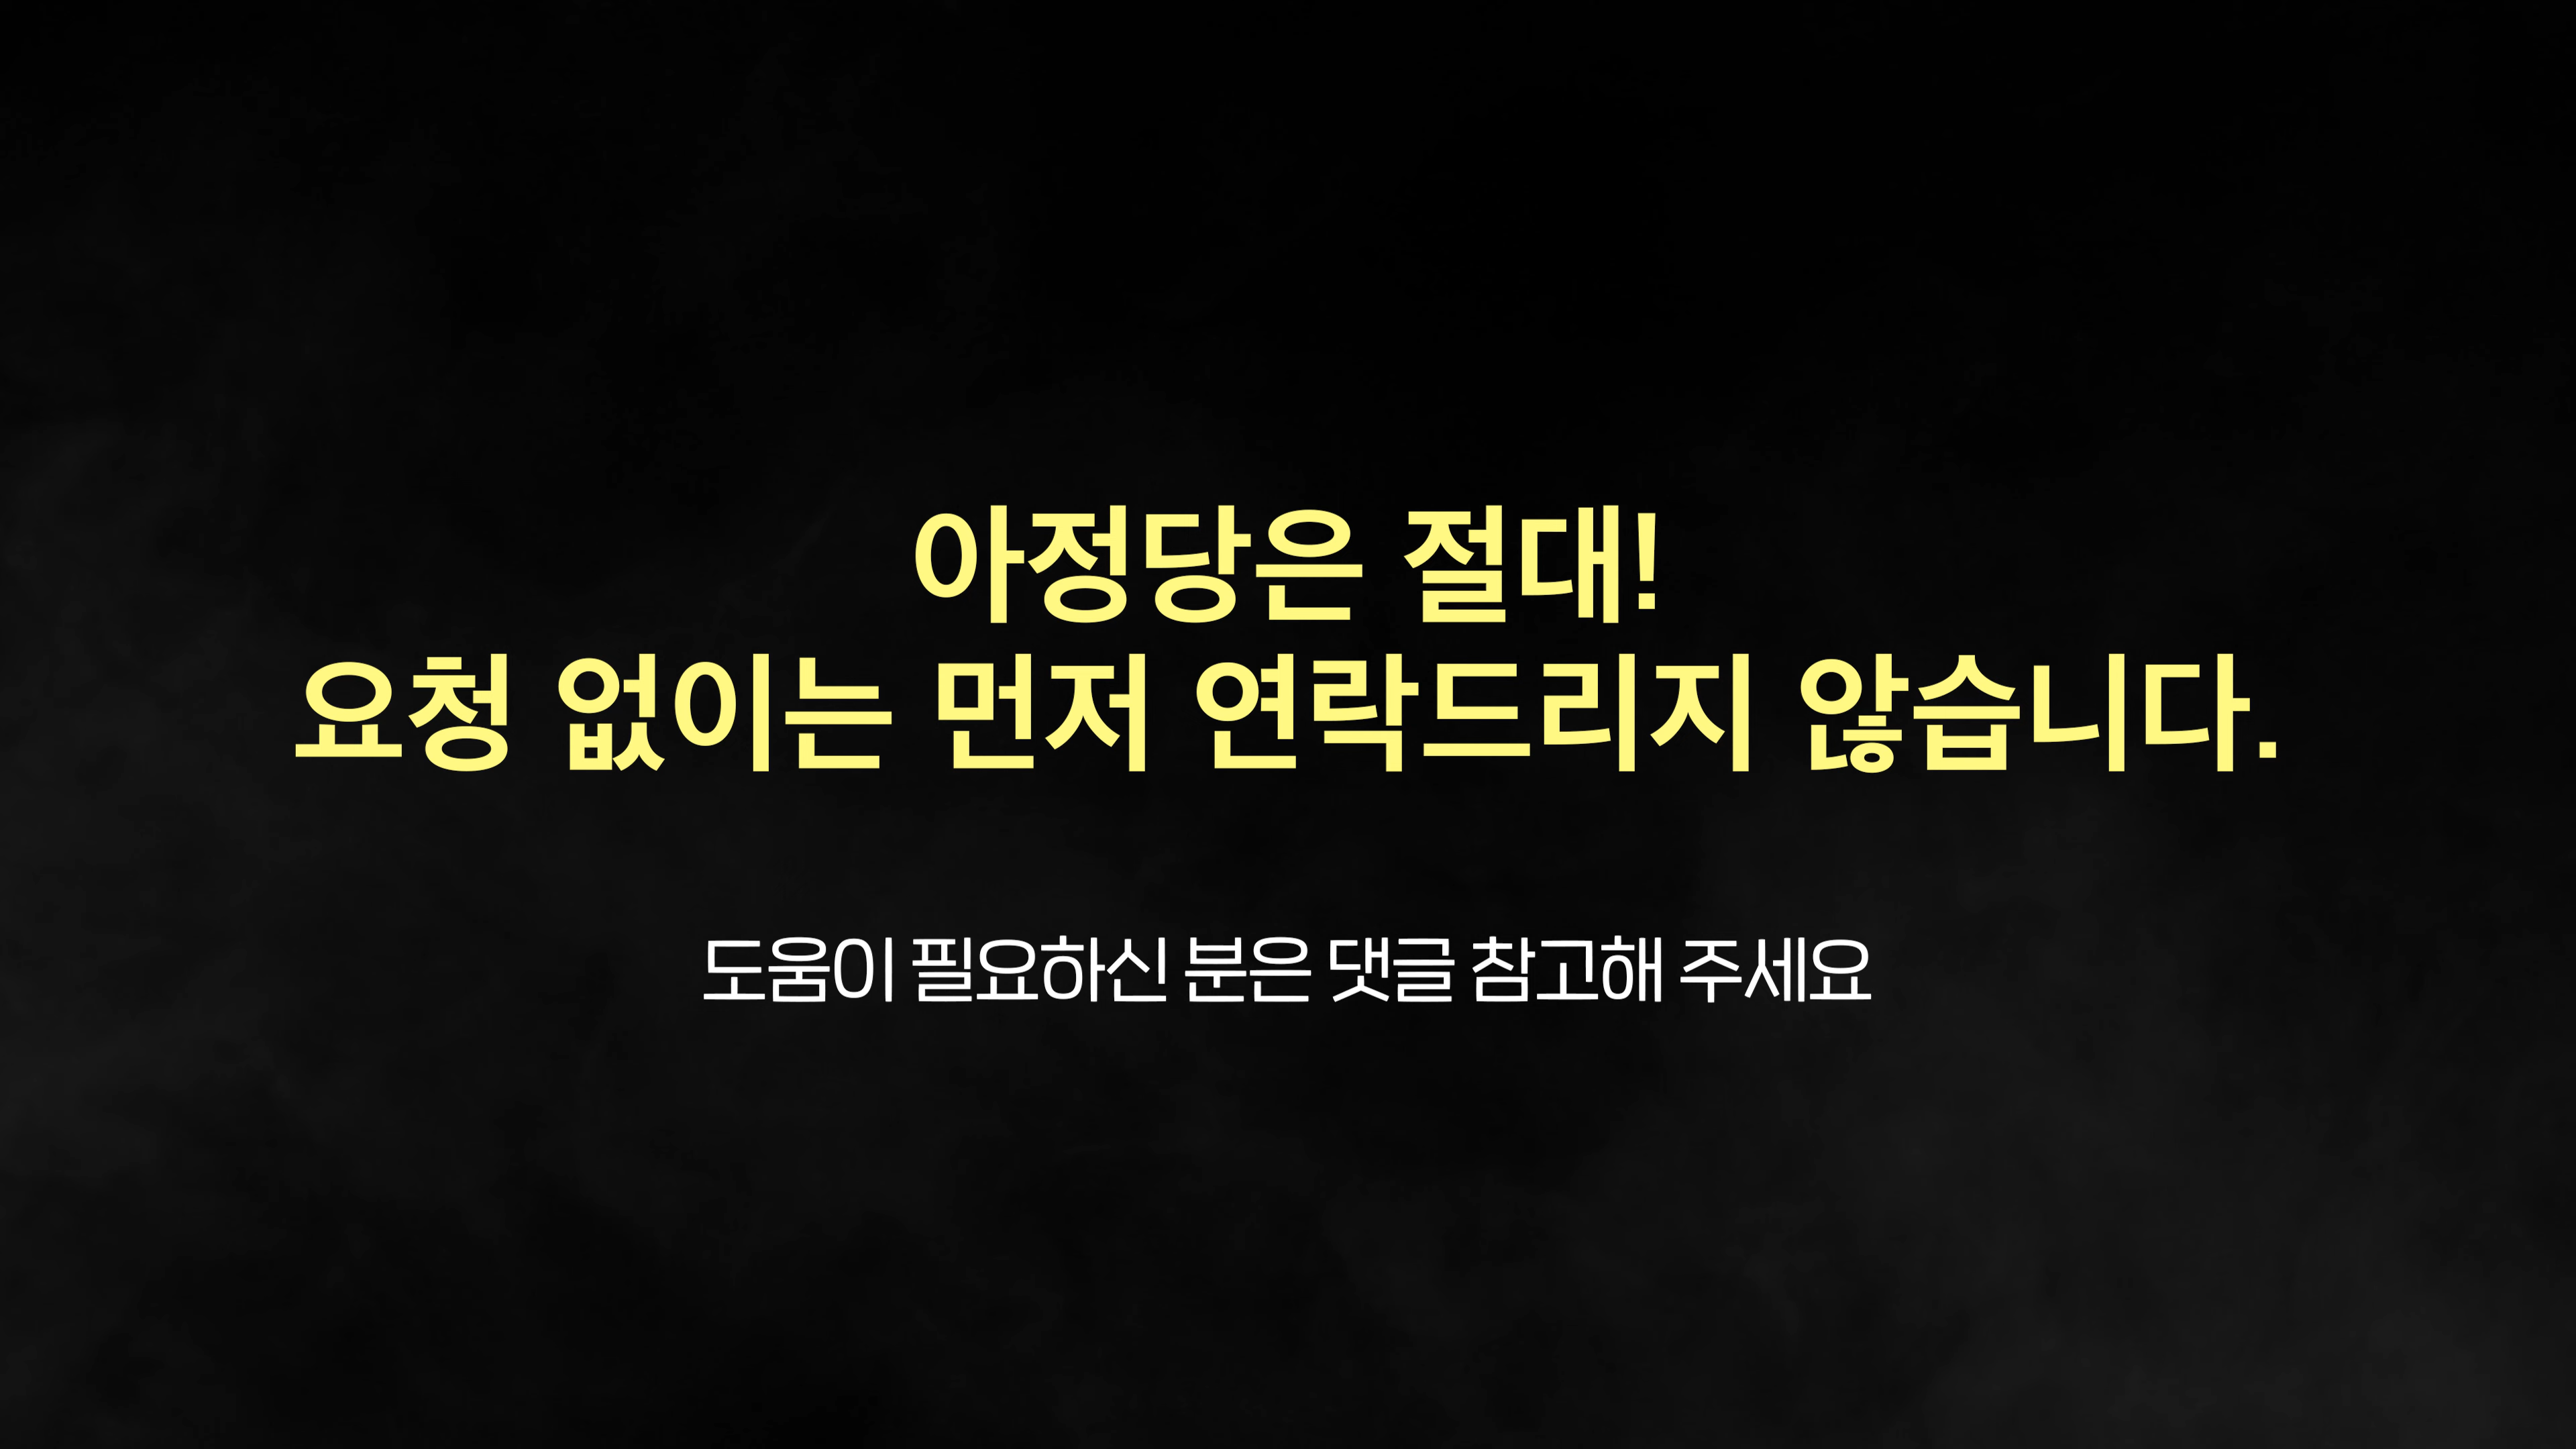 아정당은 절대!
요청 없이는 먼저 연락드리지 않습니다.
도움이 필요하신 분은 댓글 참고해 주세요